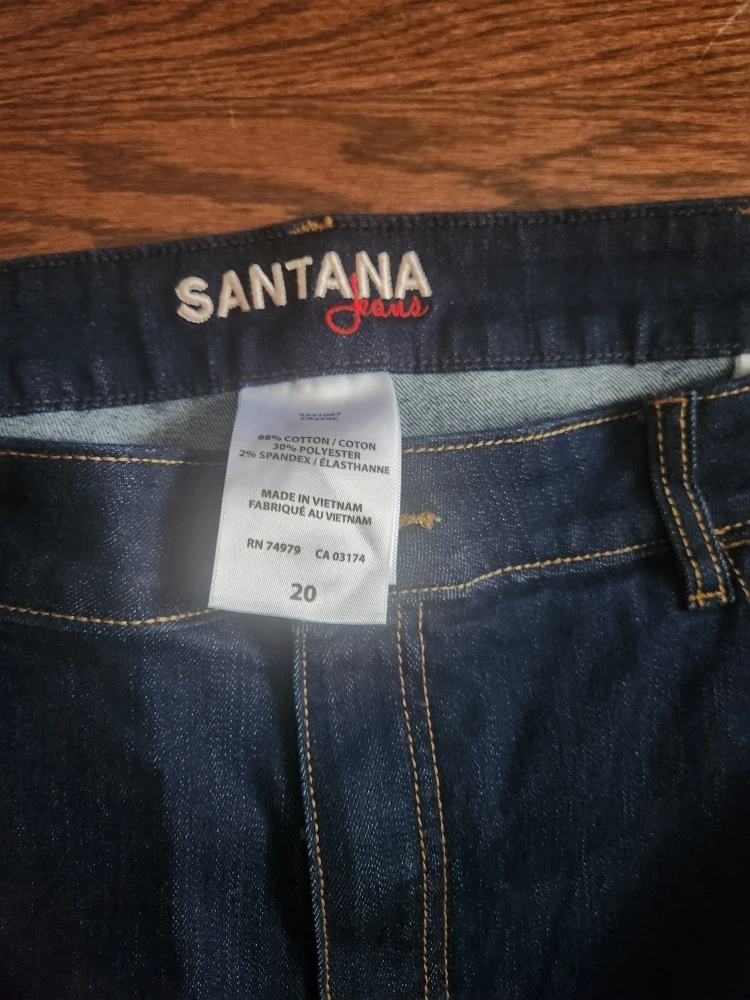 SANTANA
Jeans
68% COTTON / COTON
30% POLYESTER
2% SPANDEX / ÉLASTHANNE
MADE IN VIETNAM
FABRIQUÉ AU VIETNAM
RN 74979 CA 03174
20